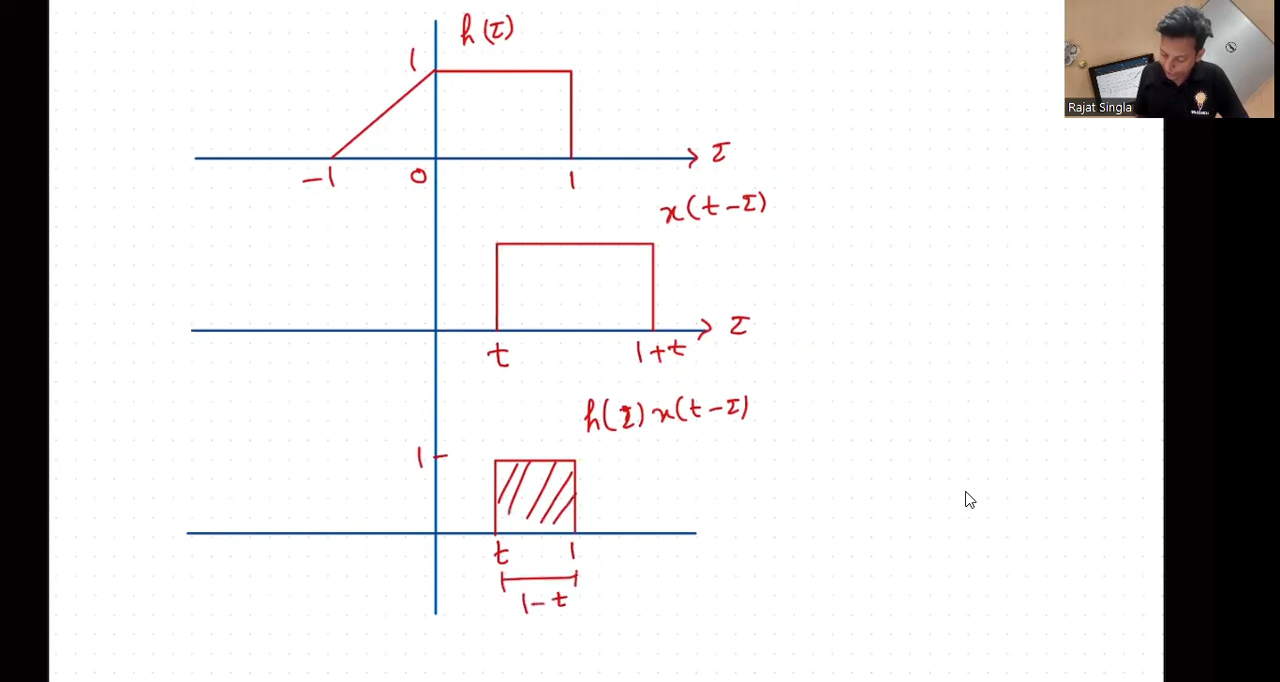 h(τ)
1
τ
-1 0 1
x(t-τ)
τ
t 1+t
h(τ)x(t-τ)
1
t 1
1-t
Rajat Singla